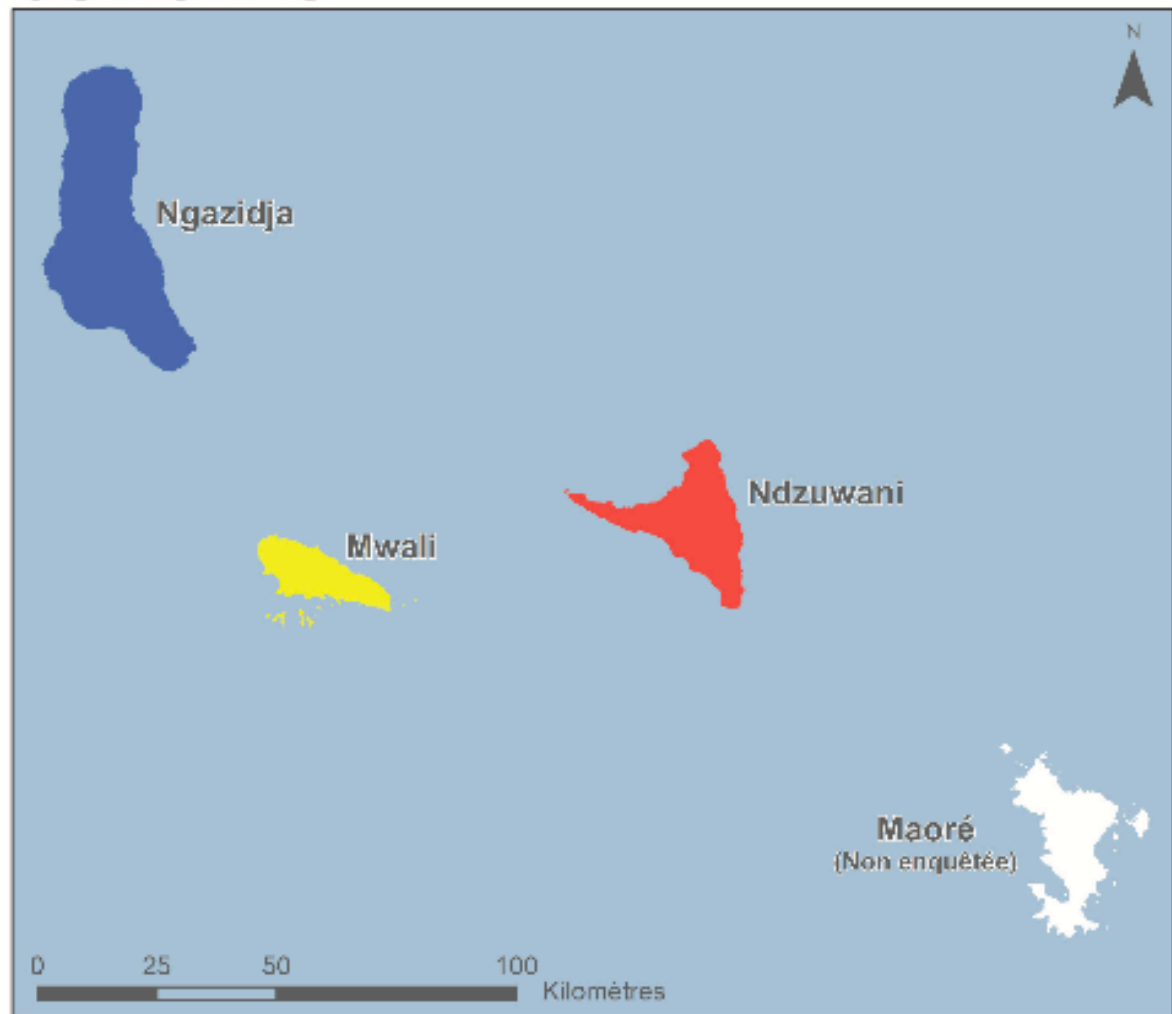 N
Ngazidja
Ndzuwani
Mwali
Maoré
(Non enquêtée)
0 25 50 100
Kilomètres